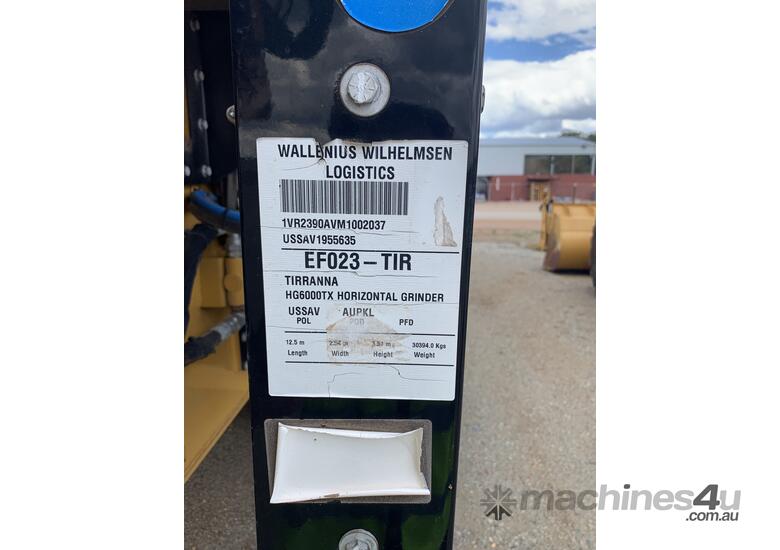 WALLENIUS WILHELMSEN
LOGISTICS
1VR2390AVM1002037
USSAV1955635
EF023-TIR
TIRRANNA
HG6000TX HORIZONTAL GRINDER
USSAV AUPKL
POL POD PFD
12.5 m 30394.0 Kgs
Length Width Height Weight
machines4u
.com.au